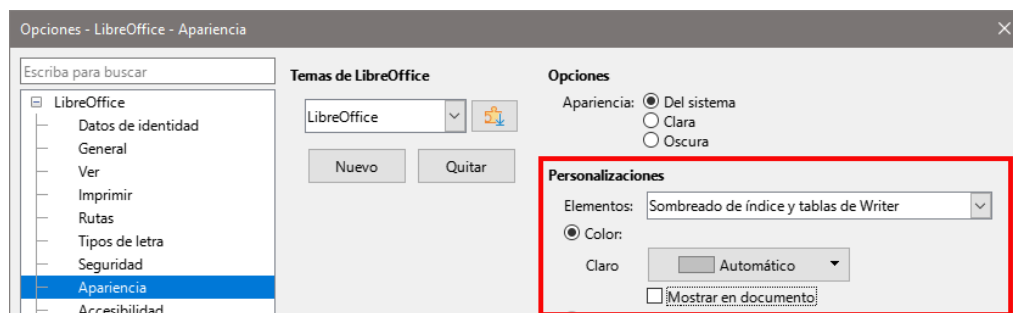 Opciones - LibreOffice - Apariencia
Escriba para buscar
LibreOffice
Datos de identidad
General
Ver
Imprimir
Rutas
Tipos de letra
Seguridad
Apariencia
Accesibilidad
Temas de LibreOffice
LibreOffice
Nuevo Quitar
Opciones
Apariencia: Del sistema
Clara
Oscura
Personalizaciones
Elementos: Sombreado de índice y tablas de Writer
Color:
Claro Automático
Mostrar en documento